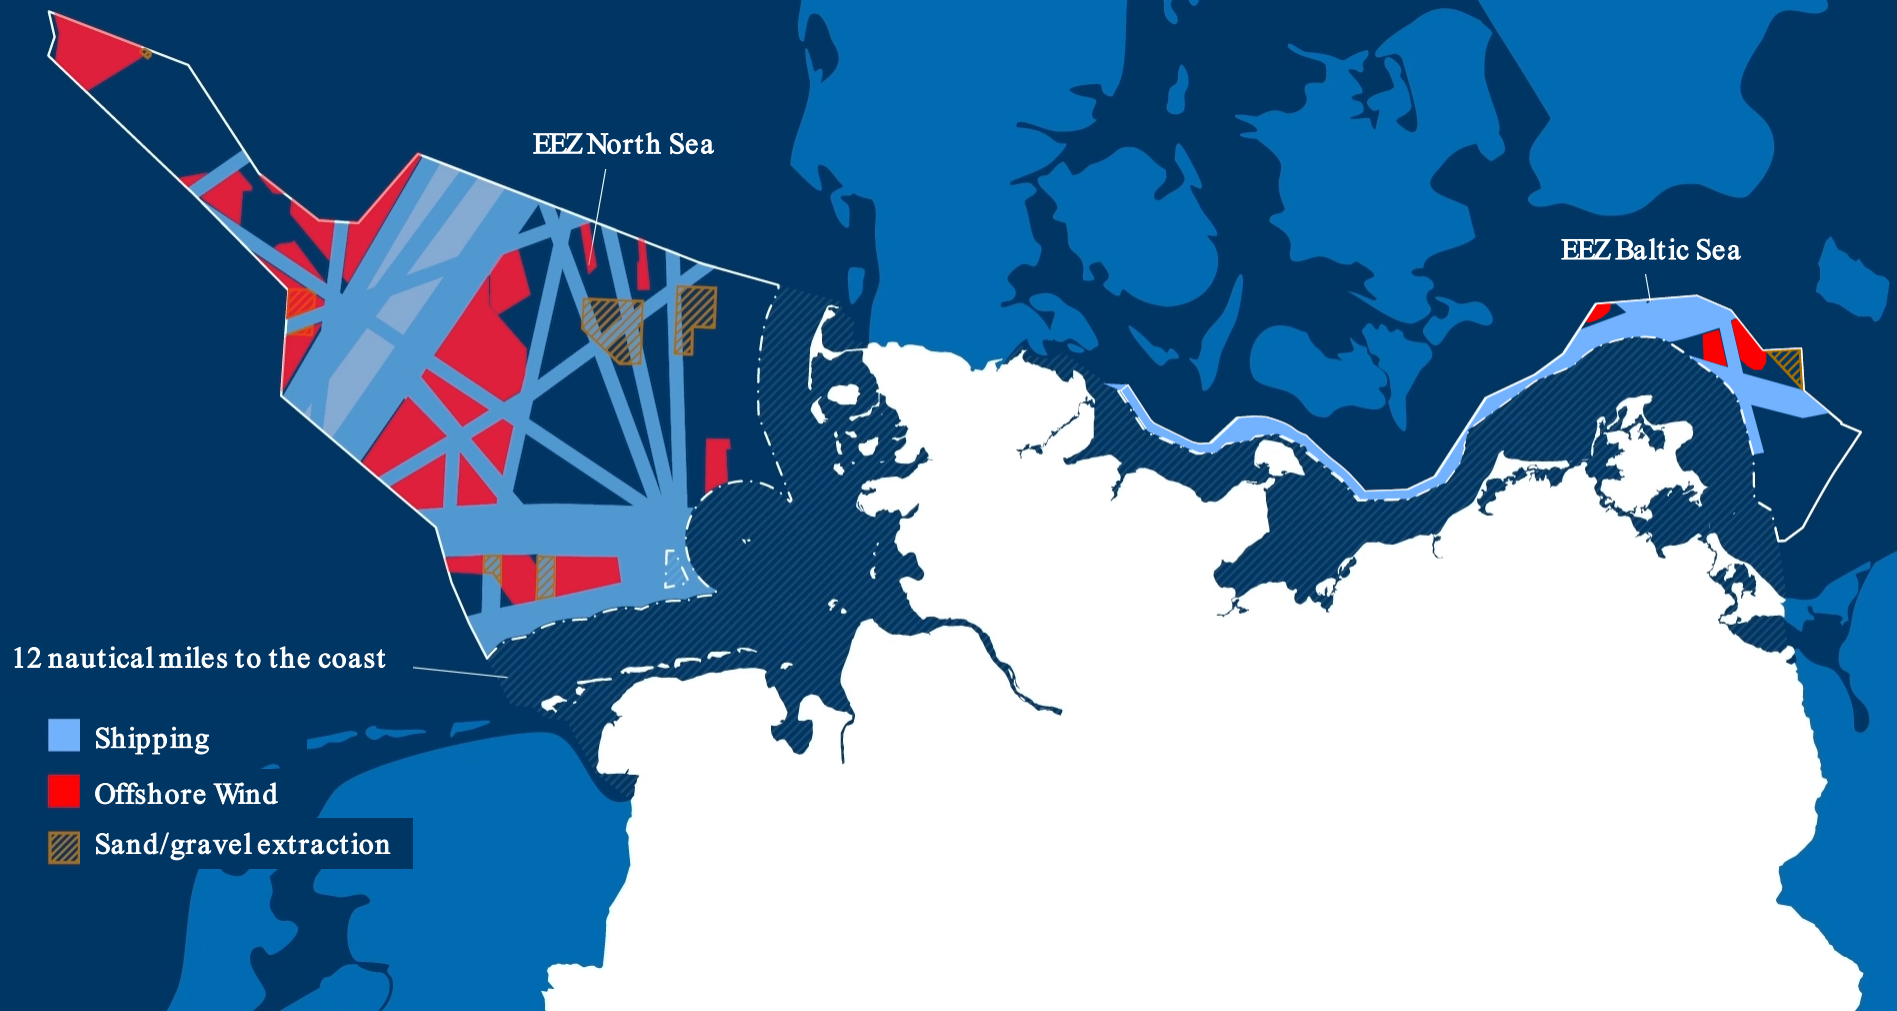 EEZ North Sea
EEZ Baltic Sea
12 nautical miles to the coast
Shipping
Offshore Wind
Sand/gravel extraction